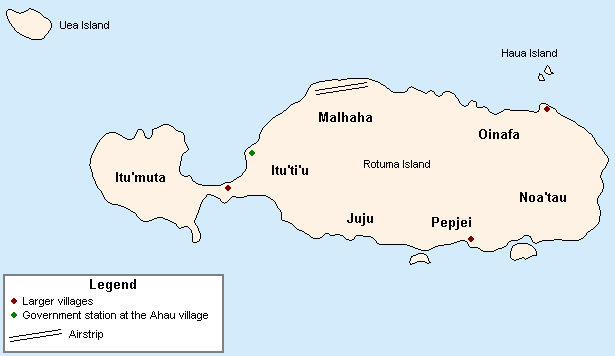 Uea Island
Haua Island
Malhaha
Oinafa
Rotuma Island
Itu'ti'u
Itu'muta
Noa'tau
Juju
Pepjei
Legend
Larger villages
Government station at the Ahau village
Airstrip